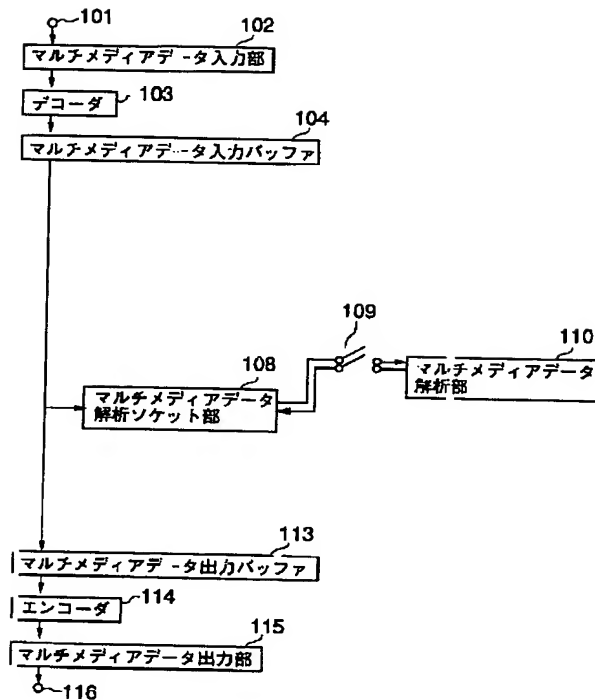 101
102
マルチメディアデータ入力部
103
デコーダ
104
マルチメディアデータ入力バッファ
109
110
マルチメディアデータ
解析部
108
マルチメディアデータ
解析ソケット部
113
マルチメディアデータ出力バッファ
114
エンコーダ
115
マルチメディアデータ出力部
116